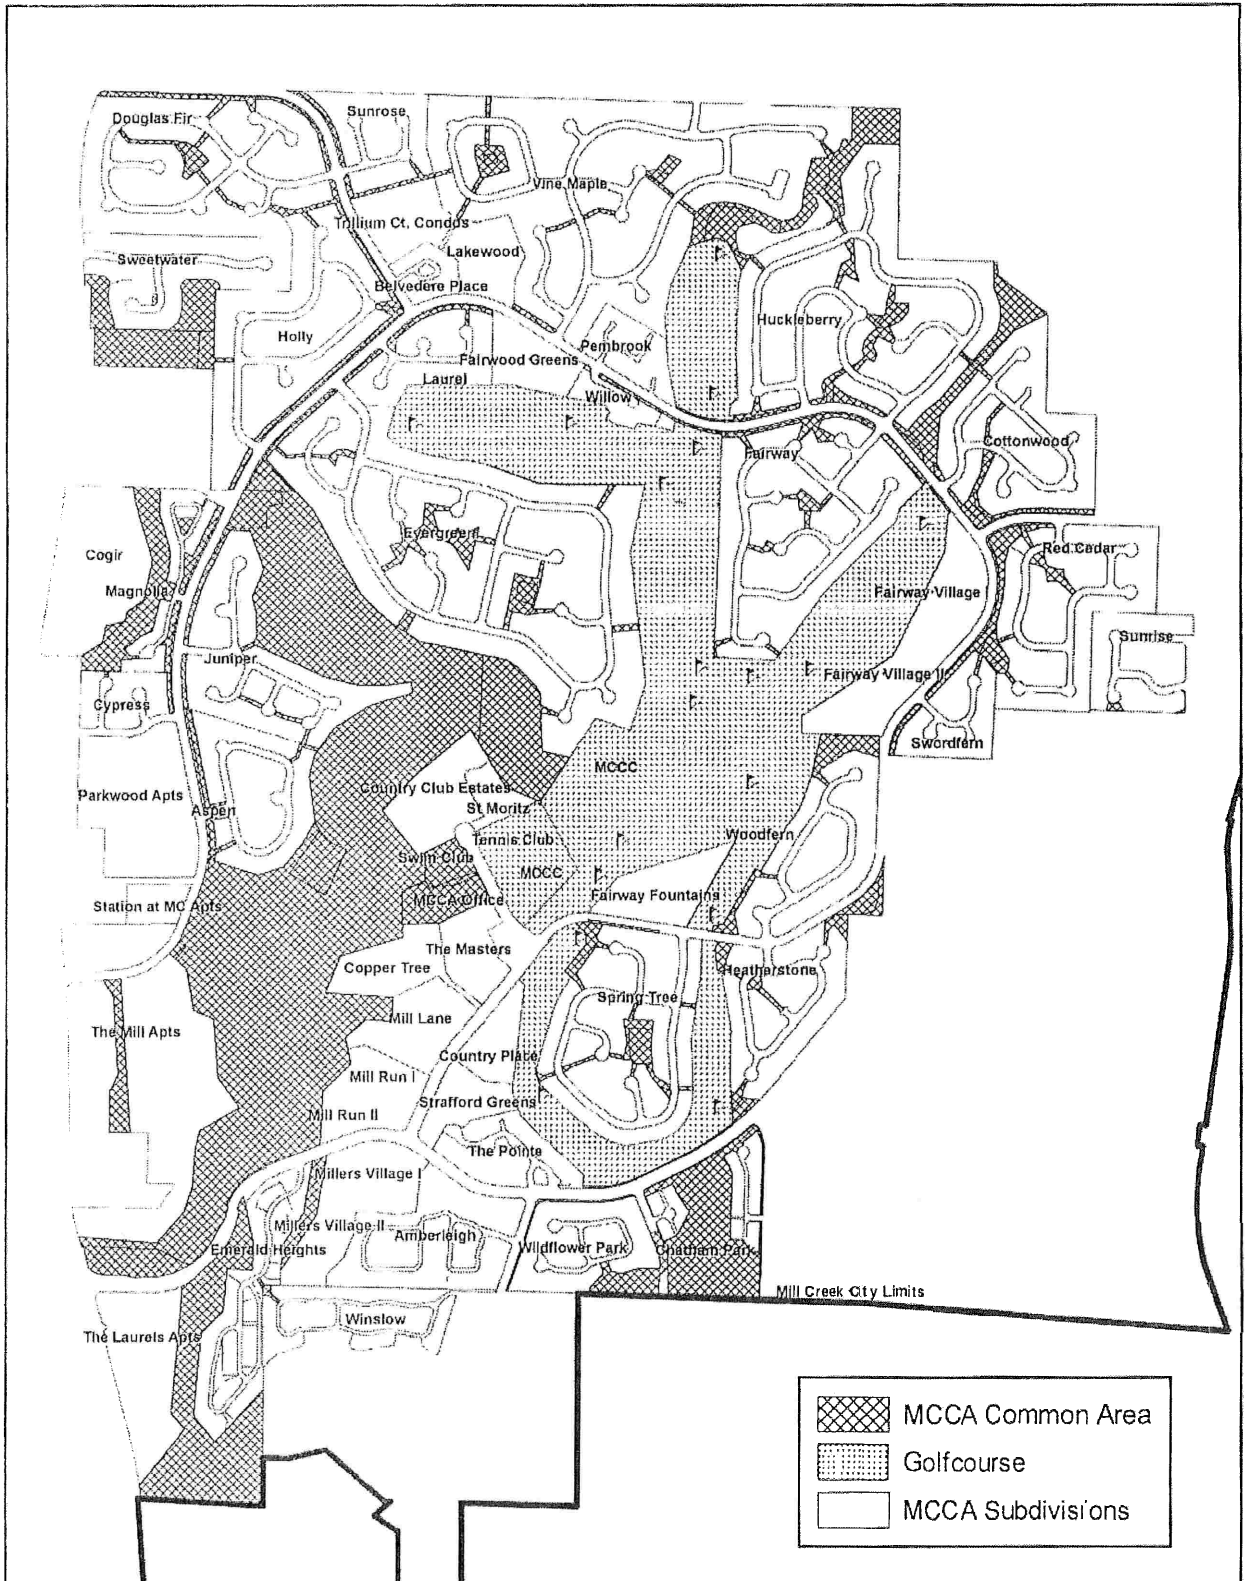 Douglas Fir
Sunrose
Vine Maple
Trillium Ct. Condos
Lakewood
Sweetwater
Belvedere Place
Holly
Huckleberry
Pembrook
Fairwood Greens
Laurel
Willow
Cottonwood
Fairway
Evergreen
Cogir
Red Cedar
Magnolia
Fairway Village I
Sunrise
Juniper
Fairway Village II
Cypress
Swordfern
MCCC
Country Club Estates
Parkwood Apts
St Moritz
Aspen
Woodfern
Tennis Club
Swim Club
MCCC
Fairway Fountains
MCCA Office
Station at MC Apts
The Masters
Copper Tree
Heatherstone
Spring Tree
Mill Lane
The Mill Apts
Country Place
Mill Run I
Strafford Greens
Mill Run II
The Pointe
Millers Village I
Millers Village II
Amberleigh
Emerald Heights
Wildflower Park
Chatham Park
Mill Creek City Limits
Winslow
The Laurels Apts
MCCA Common Area
Golfcourse
MCCA Subdivisions